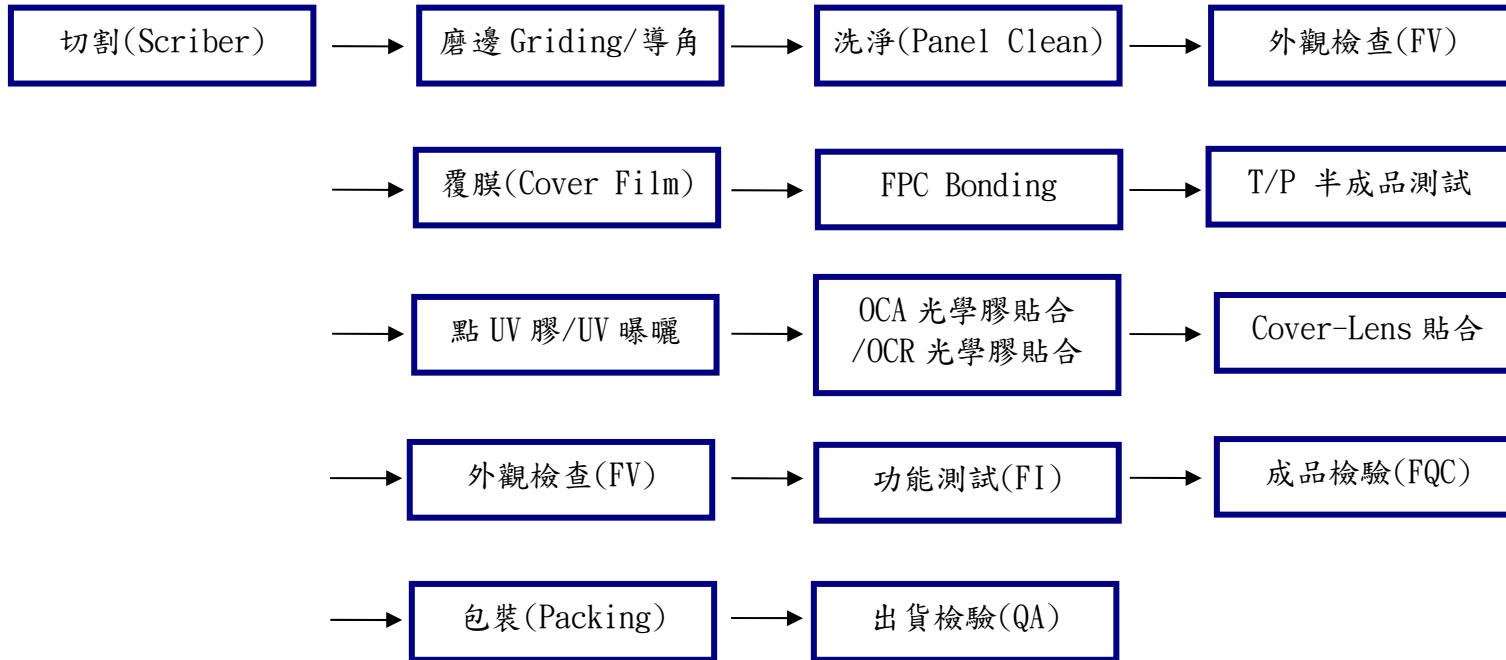 切割(Scriber)
磨邊 Griding/導角
洗淨(Panel Clean)
外觀檢查(FV)
覆膜(Cover Film)
FPC Bonding
T/P 半成品測試
點 UV 膠/UV 曝曬
OCA 光學膠貼合
/OCR 光學膠貼合
Cover-Lens 貼合
外觀檢查(FV)
功能測試(FI)
成品檢驗(FQC)
包裝(Packing)
出貨檢驗(QA)